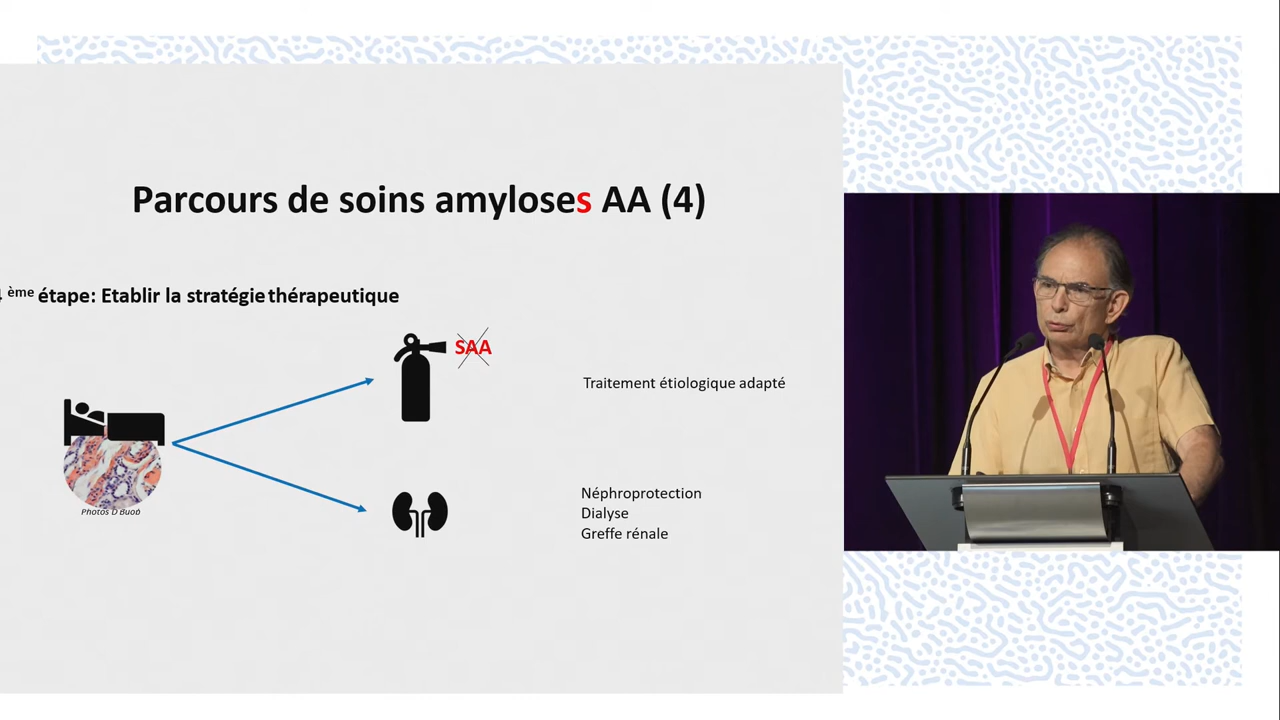 Parcours de soins amyloses AA (4)
ème étape: Etablir la stratégie thérapeutique
SAA
Traitement étiologique adapté
Néphroprotection
Dialyse
Greffe rénale
Photos D Buob